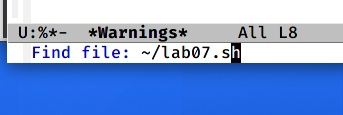 U:%*-  *Warnings*     All L8
Find file: ~/lab07.sh